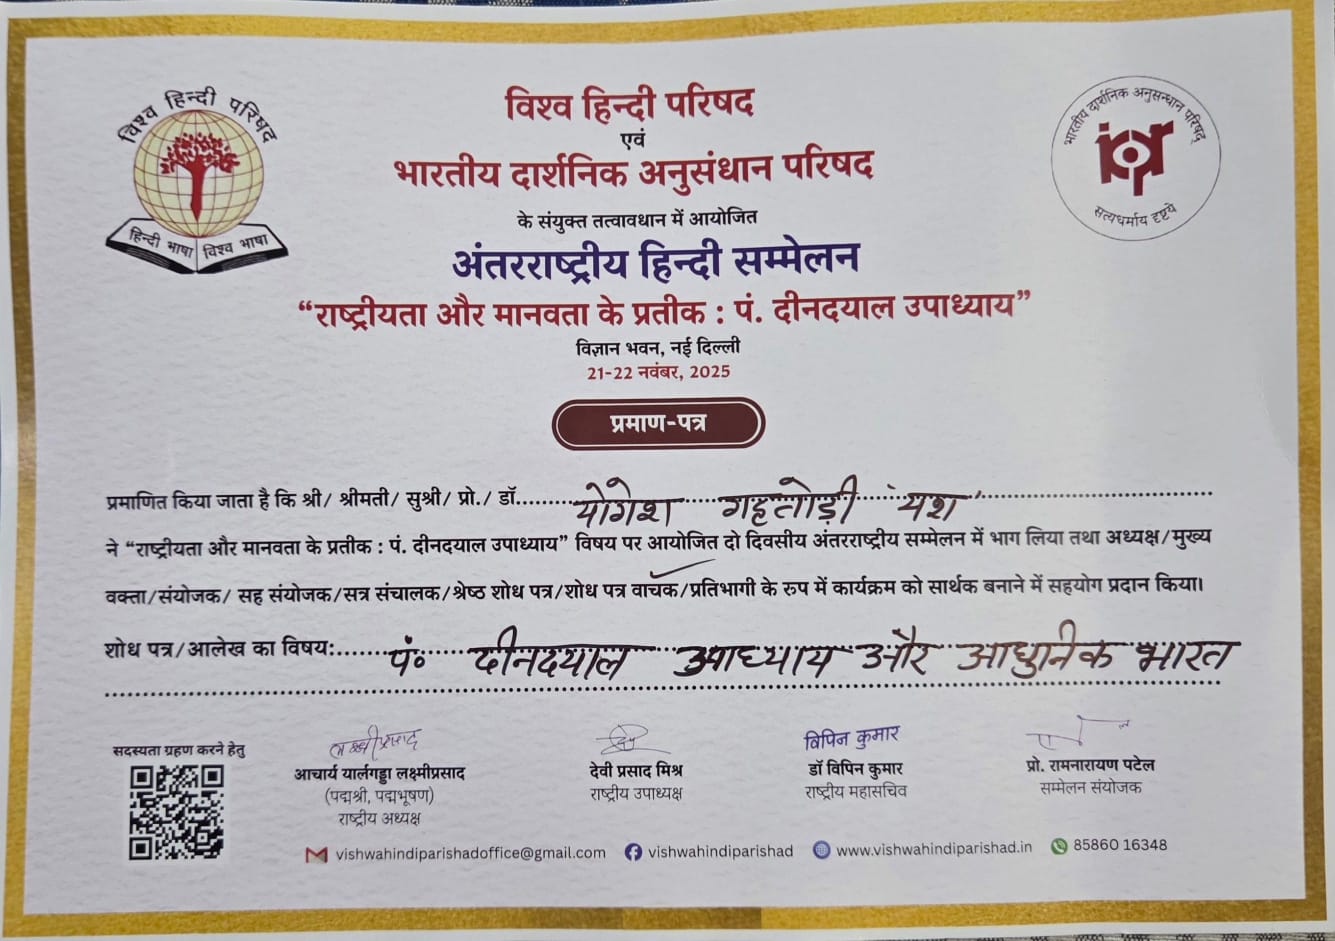 विश्व हिन्दी परिषद
हिन्दी भाषा विश्व भाषा
विश्व हिन्दी परिषद
एवं
भारतीय दार्शनिक अनुसंधान परिषद
के संयुक्त तत्वावधान में आयोजित
अंतरराष्ट्रीय हिन्दी सम्मेलन
“राष्ट्रीयता और मानवता के प्रतीक : पं. दीनदयाल उपाध्याय”
विज्ञान भवन, नई दिल्ली
21-22 नवंबर, 2025
भारतीय दार्शनिक अनुसन्धान परिषद्
icpr
सत्यधर्माय दृष्टये
प्रमाण-पत्र
प्रमाणित किया जाता है कि श्री/ श्रीमती/ सुश्री/ प्रो./ डॉ. योगेश गहतोड़ी 'यश'
ने “राष्ट्रीयता और मानवता के प्रतीक : पं. दीनदयाल उपाध्याय” विषय पर आयोजित दो दिवसीय अंतरराष्ट्रीय सम्मेलन में भाग लिया तथा अध्यक्ष/मुख्य
वक्ता/संयोजक/ सह संयोजक/सत्र संचालक/श्रेष्ठ शोध पत्र/शोध पत्र वाचक/प्रतिभागी के रूप में कार्यक्रम को सार्थक बनाने में सहयोग प्रदान किया।
शोध पत्र/आलेख का विषय: पं॰ दीनदयाल उपाध्याय और आधुनिक भारत
सदस्यता ग्रहण करने हेतु
लक्ष्मीप्रसाद
आचार्य यार्लगड्डा लक्ष्मीप्रसाद
(पद्मश्री, पद्मभूषण)
राष्ट्रीय अध्यक्ष
देवी प्रसाद मिश्र
राष्ट्रीय उपाध्यक्ष
विपिन कुमार
डॉ विपिन कुमार
राष्ट्रीय महासचिव
प्रो. रामनारायण पटेल
सम्मेलन संयोजक
vishwahindiparishadoffice@gmail.com vishwahindiparishad www.vishwahindiparishad.in 85860 16348